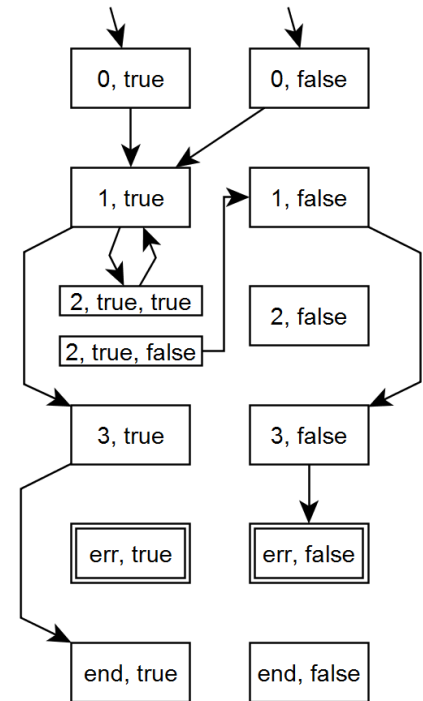 0, true
0, false
1, true
1, false
2, true, true
2, false
2, true, false
3, true
3, false
err, true
err, false
end, true
end, false